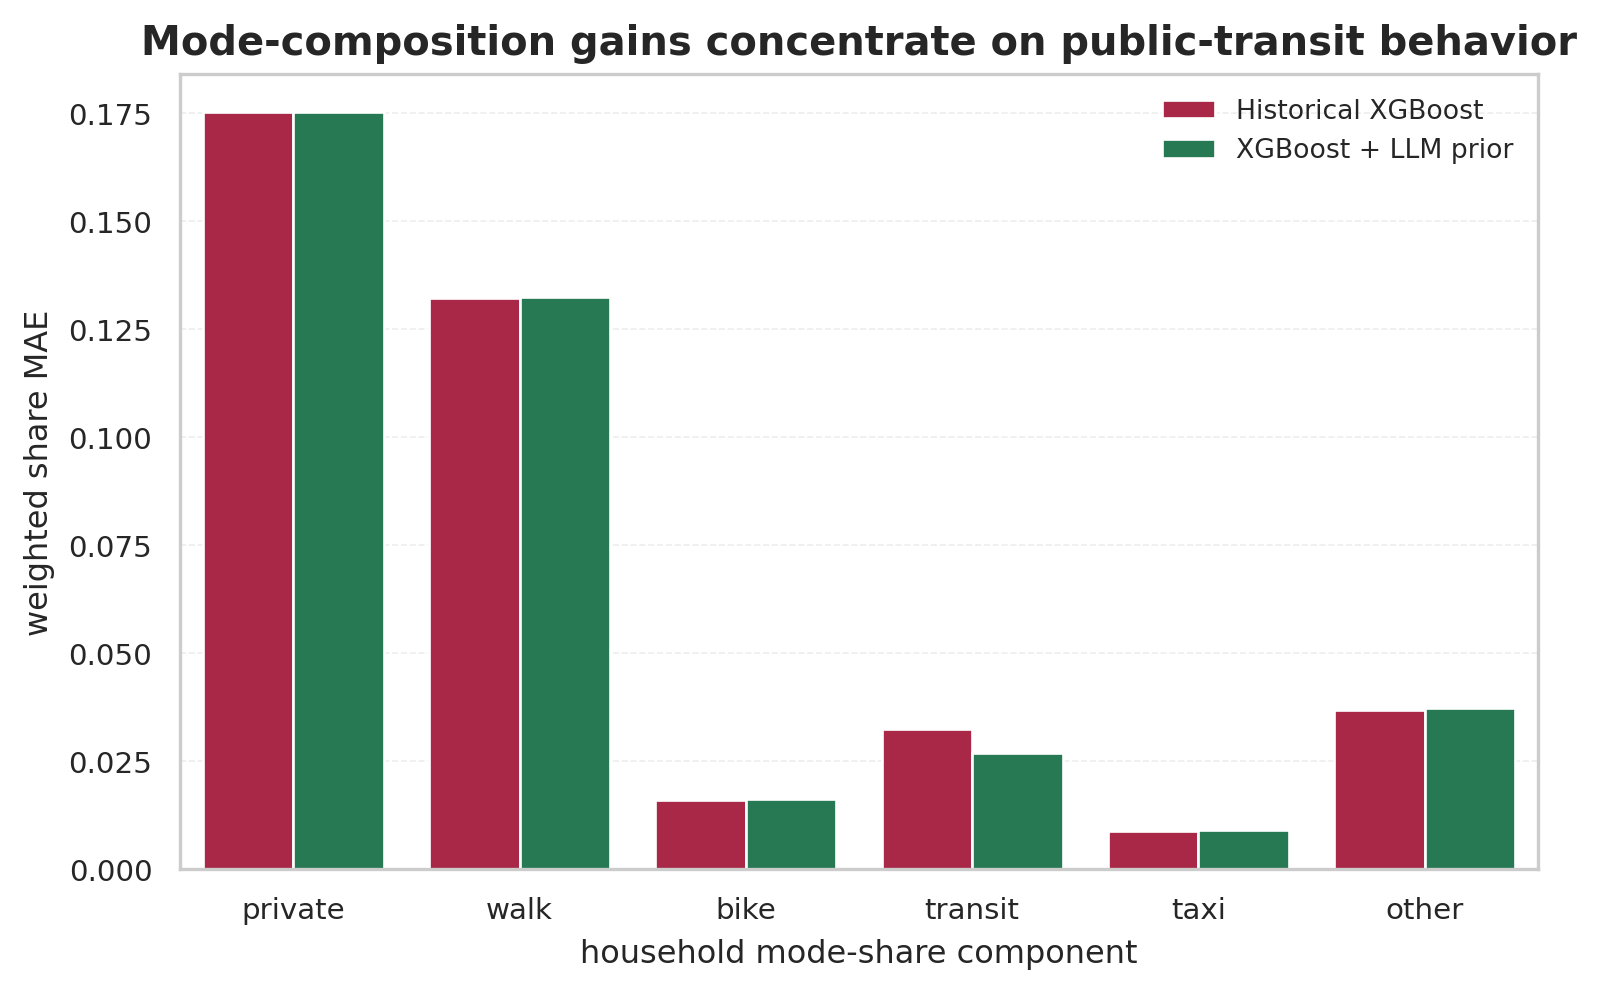 Mode-composition gains concentrate on public-transit behavior
Historical XGBoost
XGBoost + LLM prior
weighted share MAE
0.175
0.150
0.125
0.100
0.075
0.050
0.025
0.000
private walk bike transit taxi other
household mode-share component